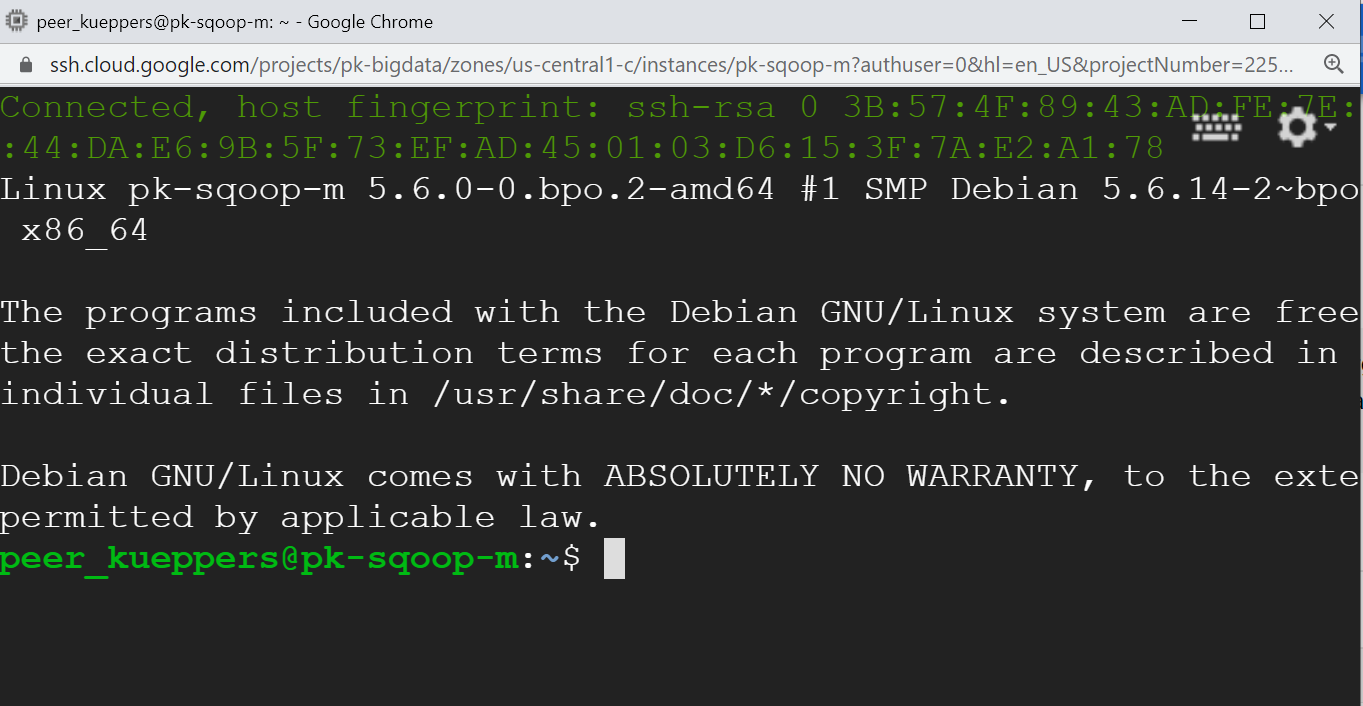 peer_kueppers@pk-sqoop-m: ~ - Google Chrome
ssh.cloud.google.com/projects/pk-bigdata/zones/us-central1-c/instances/pk-sqoop-m?authuser=0&hl=en_US&projectNumber=225...
Connected, host fingerprint: ssh-rsa 0 3B:57:4F:89:43:AD:FE:7E:
:44:DA:E6:9B:5F:73:EF:AD:45:01:03:D6:15:3F:7A:E2:A1:78
Linux pk-sqoop-m 5.6.0-0.bpo.2-amd64 #1 SMP Debian 5.6.14-2~bpo
x86_64
The programs included with the Debian GNU/Linux system are free
the exact distribution terms for each program are described in
individual files in /usr/share/doc/*/copyright.
Debian GNU/Linux comes with ABSOLUTELY NO WARRANTY, to the exte
permitted by applicable law.
peer_kueppers@pk-sqoop-m:~$